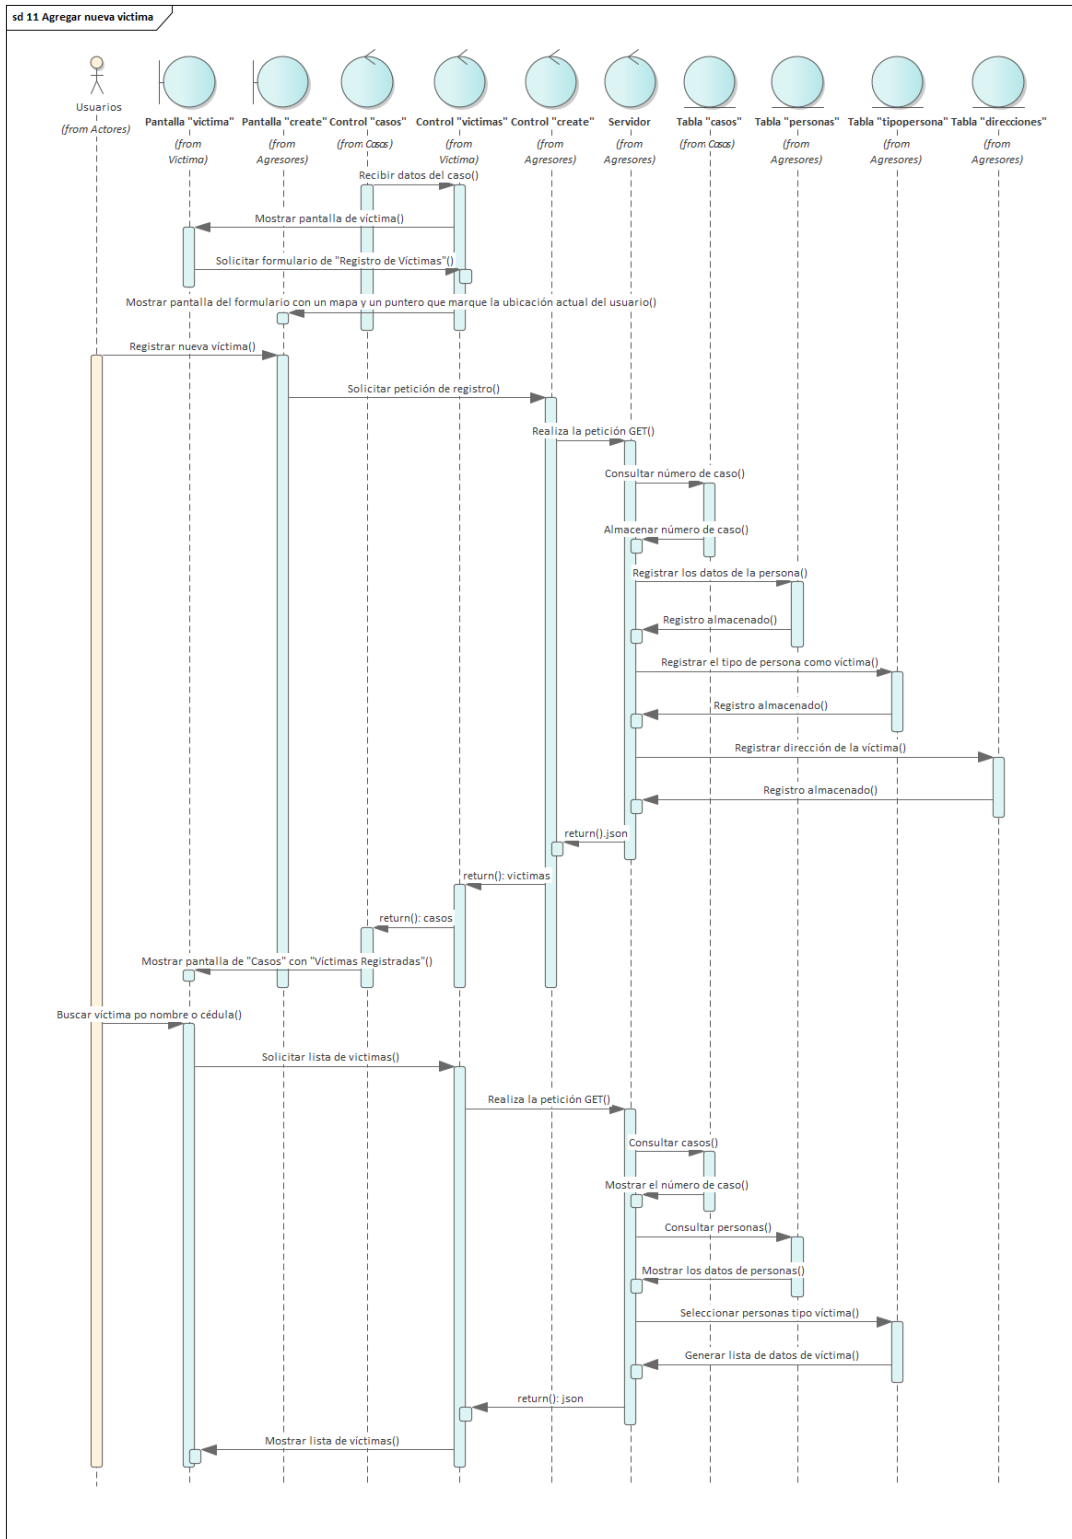 sd 11 Agregar nueva victima
Usuarios
(from Actores)
Pantalla "victima"
(from
Victima)
Pantalla "create"
(from
Agresores)
Control "casos"
(from Casos)
Control "victimas"
(from
Victima)
Control "create"
(from
Agresores)
Servidor
(from
Agresores)
Tabla "casos"
(from Casos)
Tabla "personas"
(from
Agresores)
Tabla "tipopersona"
(from
Agresores)
Tabla "direcciones"
(from
Agresores)
Recibir datos del caso()
Mostrar pantalla de víctima()
Solicitar formulario de "Registro de Víctimas"()
Mostrar pantalla del formulario con un mapa y un puntero que marque la ubicación actual del usuario()
Registrar nueva víctima()
Solicitar petición de registro()
Realiza la petición GET()
Consultar número de caso()
Almacenar número de caso()
Registrar los datos de la persona()
Registro almacenado()
Registrar el tipo de persona como víctima()
Registro almacenado()
Registrar dirección de la víctima()
Registro almacenado()
return().json
return(): victimas
return(): casos
Mostrar pantalla de "Casos" con "Víctimas Registradas"()
Buscar víctima po nombre o cédula()
Solicitar lista de victimas()
Realiza la petición GET()
Consultar casos()
Mostrar el número de caso()
Consultar personas()
Mostrar los datos de personas()
Seleccionar personas tipo víctima()
Generar lista de datos de víctima()
return(): json
Mostrar lista de víctimas()